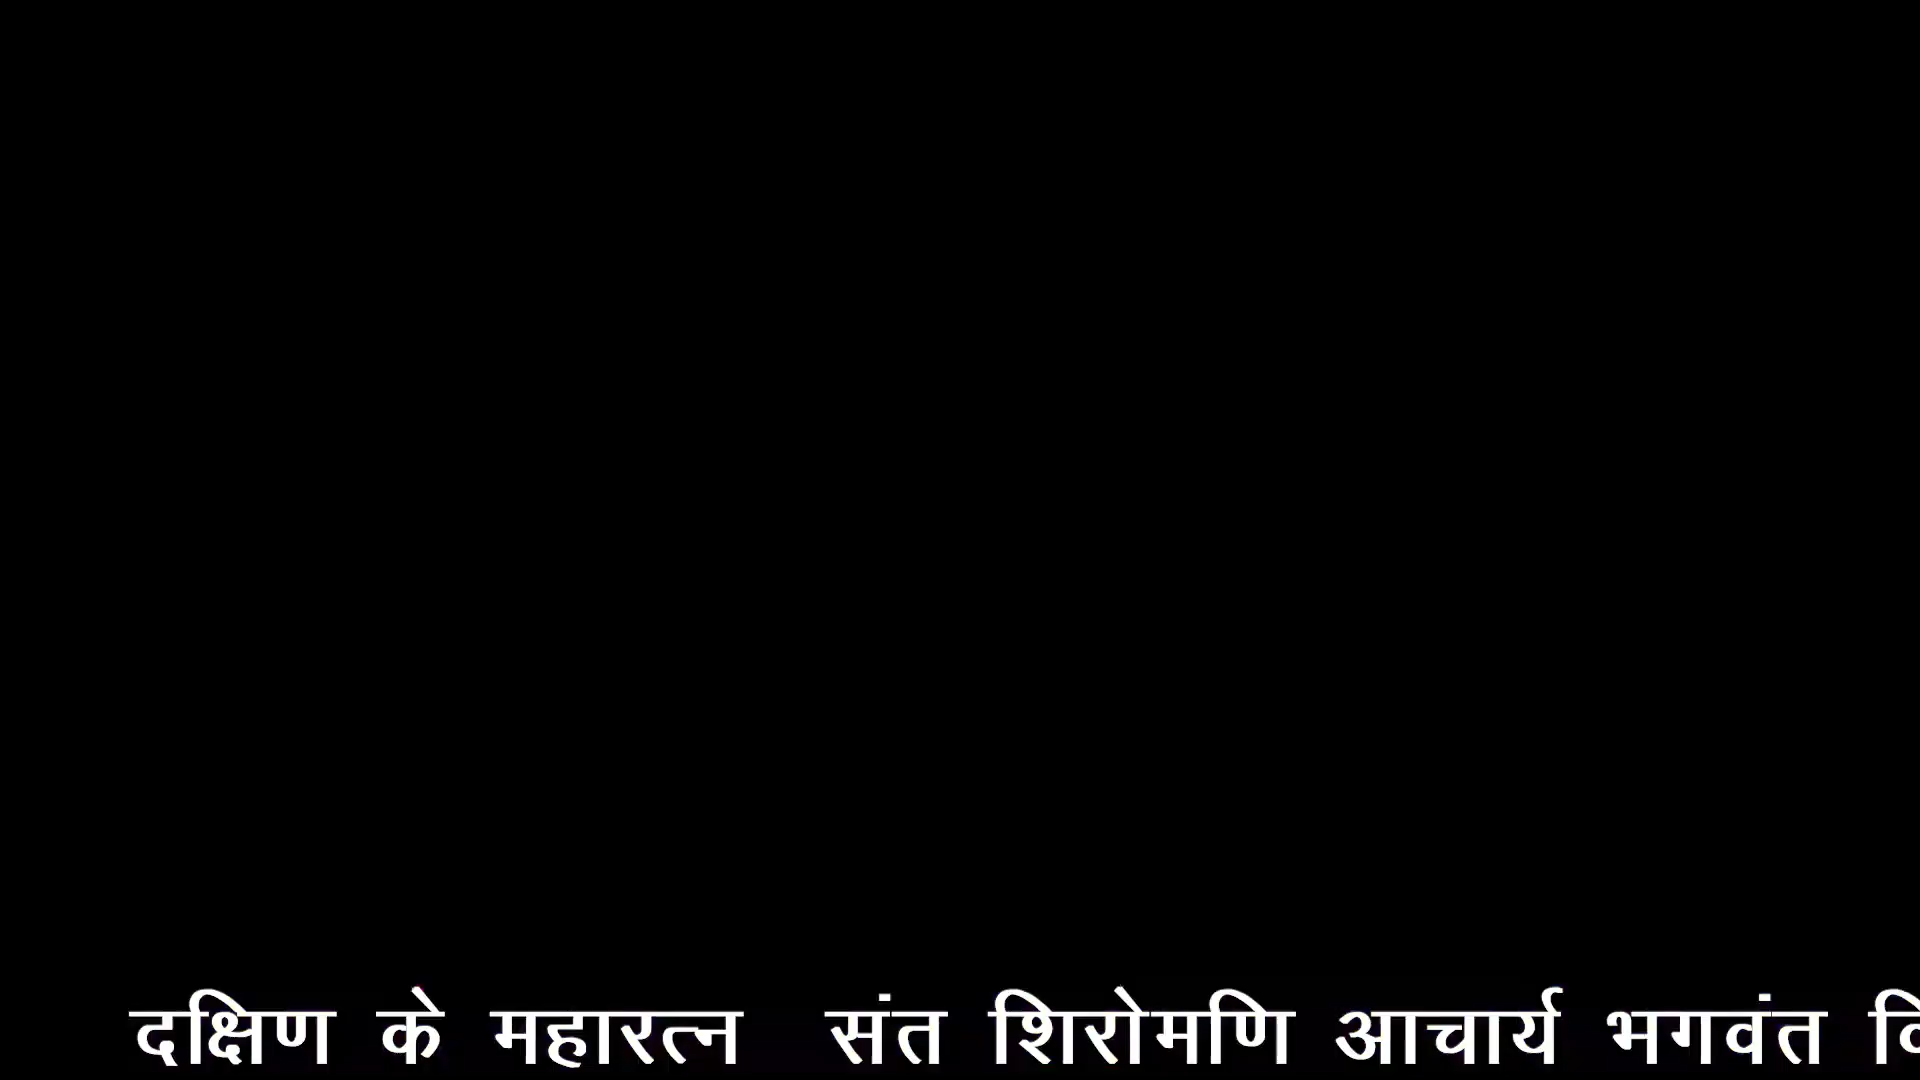 दक्षिण के महारत्न संत शिरोमणि आचार्य भगवंत